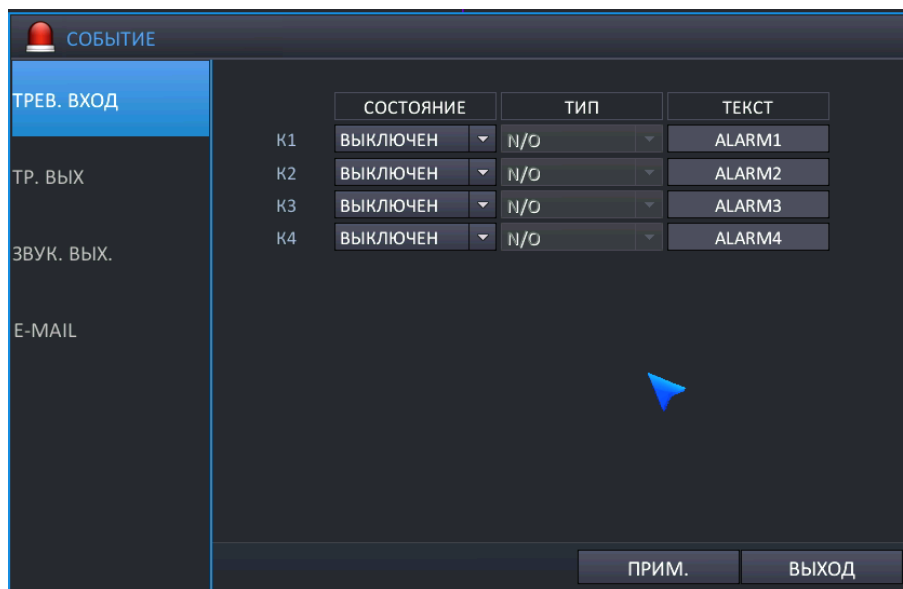 СОБЫТИЕ
ТРЕВ. ВХОД
ТР. ВЫХ
ЗВУК. ВЫХ.
E-MAIL
СОСТОЯНИЕ ТИП ТЕКСТ
К1 ВЫКЛЮЧЕН N/O ALARM1
К2 ВЫКЛЮЧЕН N/O ALARM2
К3 ВЫКЛЮЧЕН N/O ALARM3
К4 ВЫКЛЮЧЕН N/O ALARM4
ПРИМ. ВЫХОД